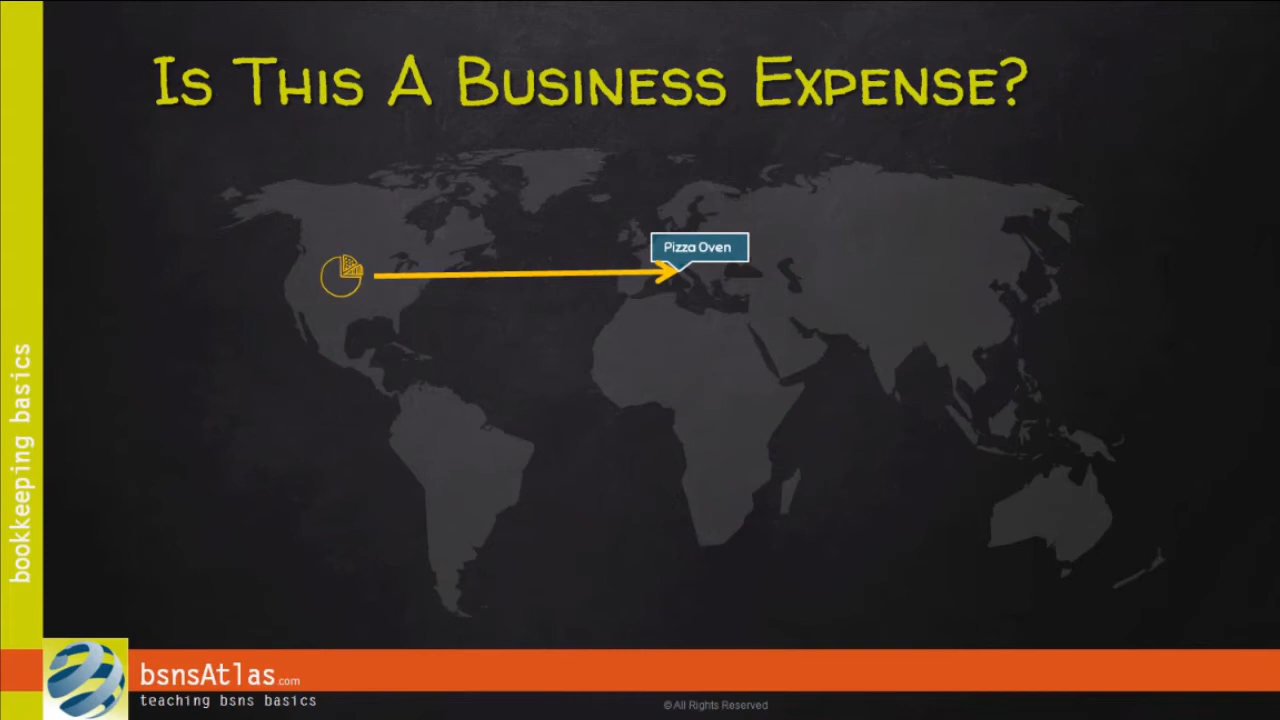 Is This A Business Expense?
Pizza Oven
bookkeeping basics
bsnsAtlas.com
teaching bsns basics
© All Rights Reserved